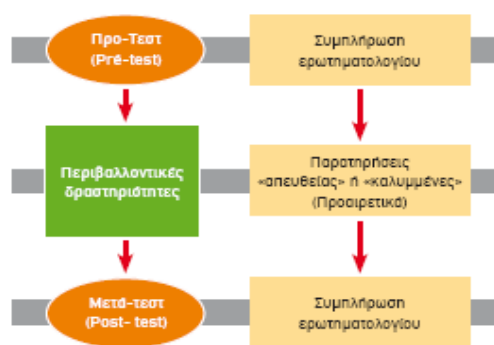 Προ-Τεστ
(Pré-test)
Συμπλήρωση
ερωτηματολογίου
Περιβαλλοντικές
δραστηριότητες
Παρατηρήσεις
«απευθείας» ή «καλυμμένες»
(Προαιρετικά)
Μετά-τεστ
(Post- test)
Συμπλήρωση
ερωτηματολογίου